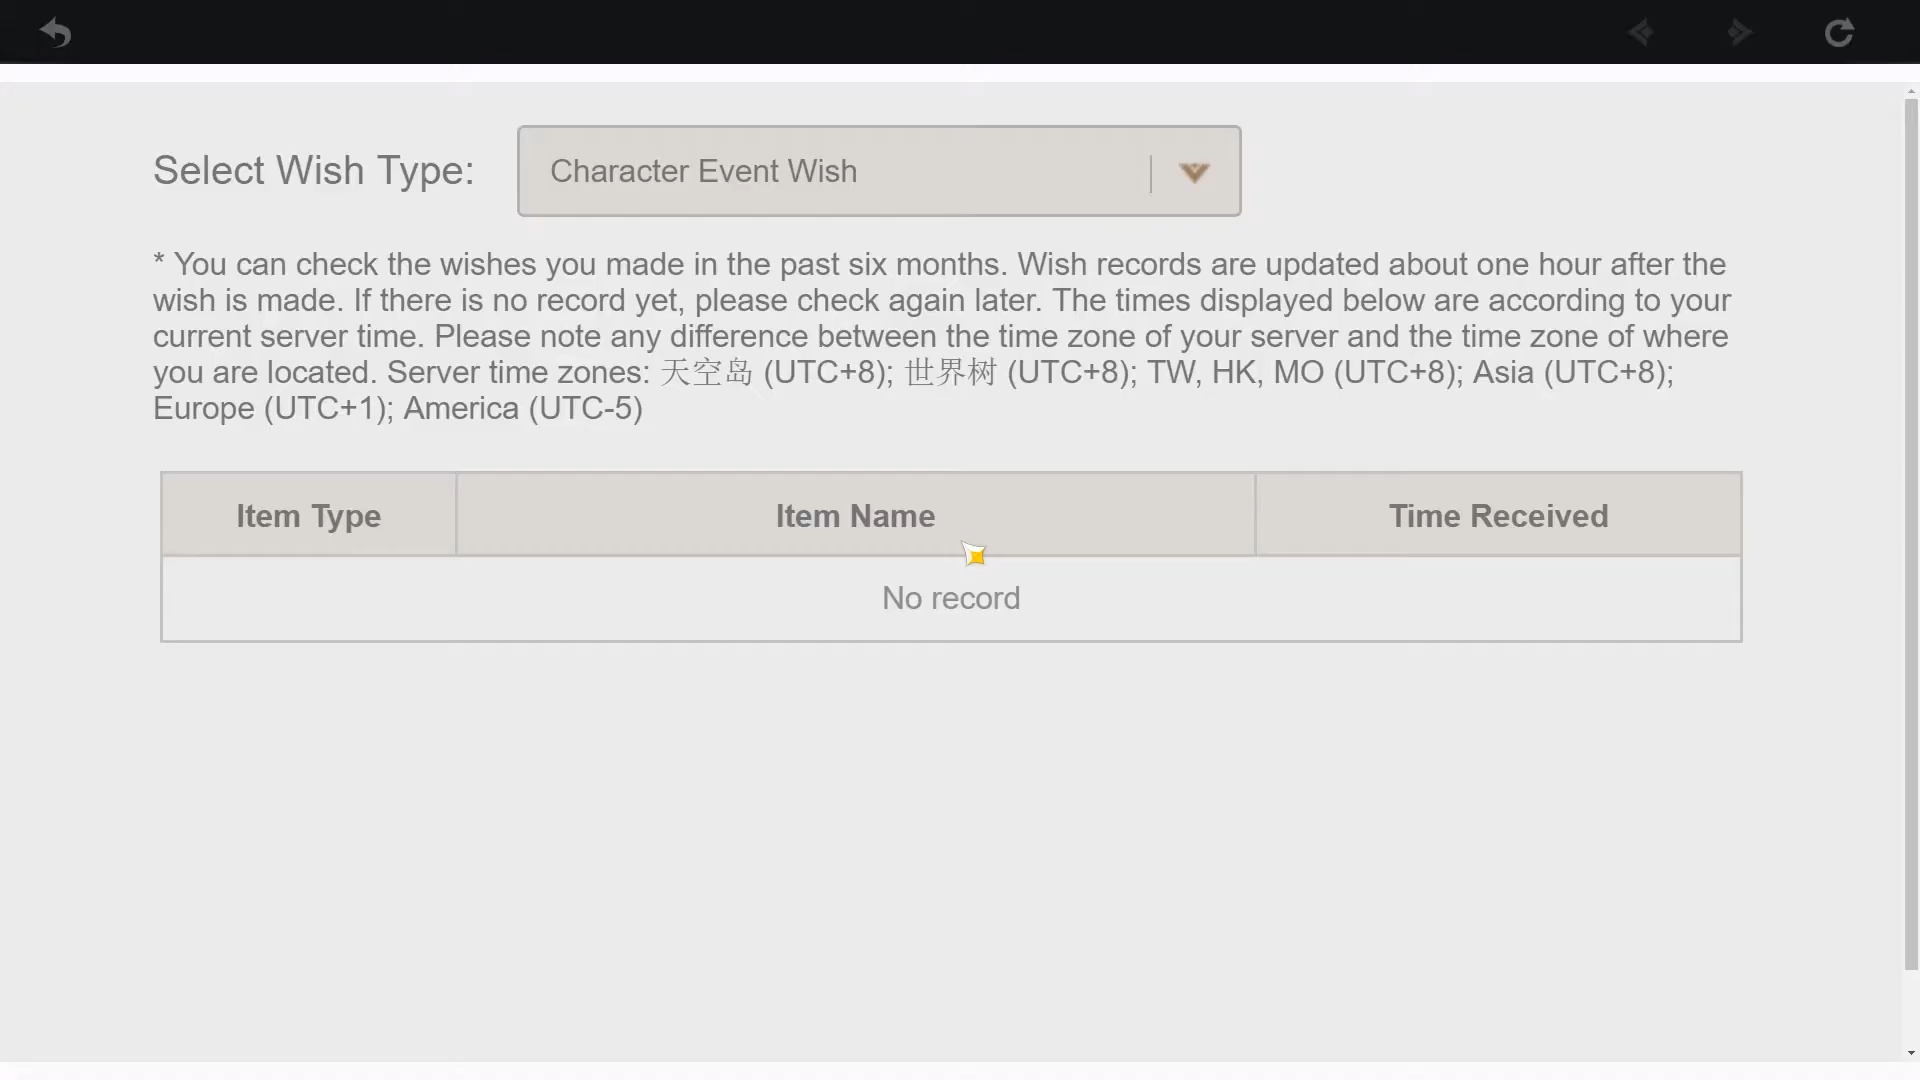 Select Wish Type:
Character Event Wish
* You can check the wishes you made in the past six months. Wish records are updated about one hour after the
wish is made. If there is no record yet, please check again later. The times displayed below are according to your
current server time. Please note any difference between the time zone of your server and the time zone of where
you are located. Server time zones: 天空岛 (UTC+8); 世界树 (UTC+8); TW, HK, MO (UTC+8); Asia (UTC+8);
Europe (UTC+1); America (UTC-5)
Item Type
Item Name
Time Received
No record